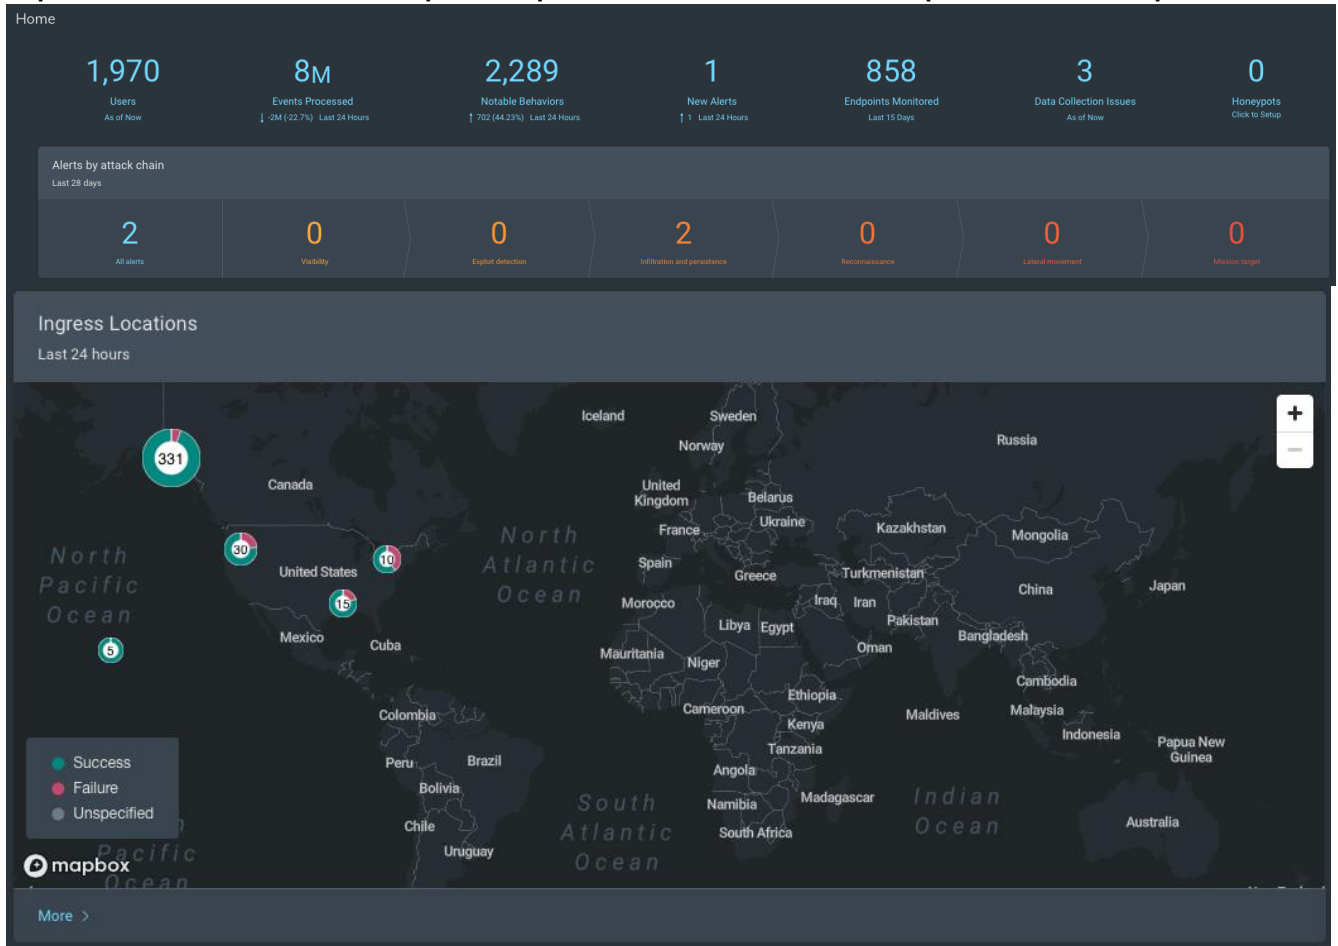 Home
1,970
Users
As of Now
8M
Events Processed
↓ -2M (-22.7%) Last 24 Hours
2,289
Notable Behaviors
↑ 702 (44.23%) Last 24 Hours
1
New Alerts
↑ 1 Last 24 Hours
858
Endpoints Monitored
Last 15 Days
3
Data Collection Issues
As of Now
0
Honeypots
Click to Setup
Alerts by attack chain
Last 28 days
2
All alerts
0
Visibility
0
Exploit detection
2
Infiltration and persistence
0
Reconnaissance
0
Lateral movement
0
Mission target
Ingress Locations
Last 24 hours
+
−
Iceland
Sweden
Norway
Russia
331
Canada
United
Kingdom
Belarus
Ukraine
France
Kazakhstan
Mongolia
North
Atlantic
Ocean
North
Pacific
Ocean
30
10
United States
Spain
Greece
Turkmenistan
China
Japan
15
Morocco
Iraq
Iran
Pakistan
Libya
Egypt
Bangladesh
Mexico
Cuba
5
Mauritania
Niger
Oman
Cambodia
Ethiopia
Colombia
Cameroon
Kenya
Maldives
Malaysia
Indonesia
Papua New
Guinea
Tanzania
Peru
Brazil
Angola
Bolivia
Namibia
Madagascar
Indian
Ocean
South
Atlantic
Ocean
Chile
South Africa
Australia
Uruguay
Success
Failure
Unspecified
Pacific
Ocean
mapbox
More >